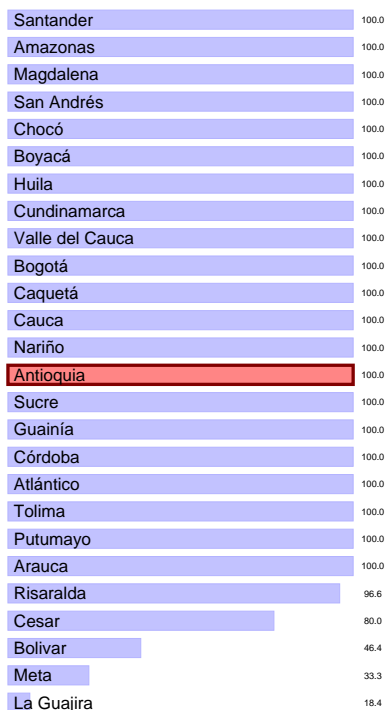 Santander 100.0
Amazonas 100.0
Magdalena 100.0
San Andrés 100.0
Chocó 100.0
Boyacá 100.0
Huila 100.0
Cundinamarca 100.0
Valle del Cauca 100.0
Bogotá 100.0
Caquetá 100.0
Cauca 100.0
Nariño 100.0
Antioquia 100.0
Sucre 100.0
Guainía 100.0
Córdoba 100.0
Atlántico 100.0
Tolima 100.0
Putumayo 100.0
Arauca 100.0
Risaralda 96.6
Cesar 80.0
Bolivar 46.4
Meta 33.3
La Guajira 18.4